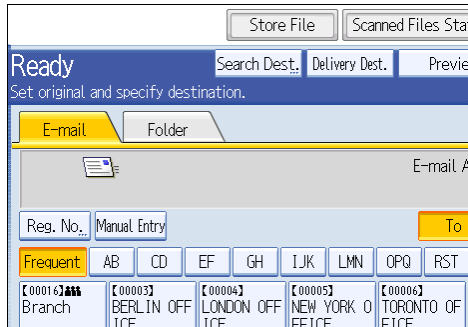 Store File Scanned Files Sta
Ready Search Dest. Delivery Dest. Previe
Set original and specify destination.
E-mail Folder
E-mail A
Reg. No. Manual Entry To
Frequent AB CD EF GH IJK LMN OPQ RST
[00016] [00003] [00004] [00005] [00006]
Branch BERLIN OFF LONDON OFF NEW YORK O TORONTO OF
ICE ICE FFICE FICE